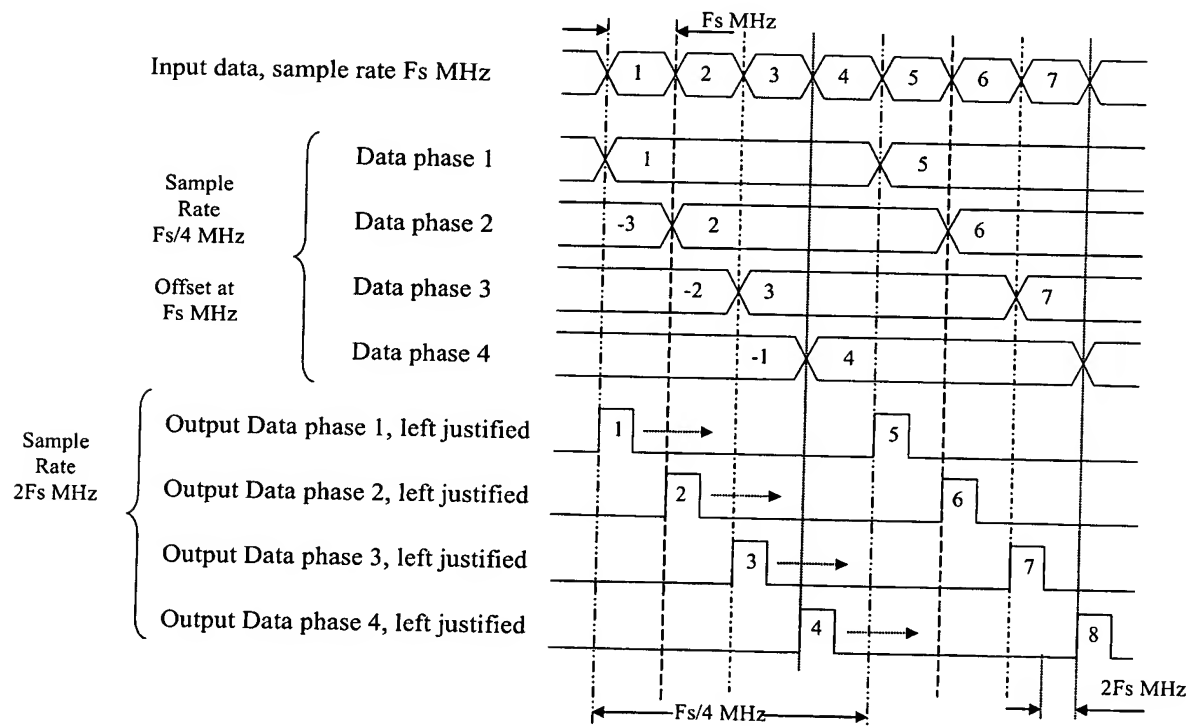 Fs MHz
Input data, sample rate Fs MHz
1 2 3 4 5 6 7
Sample
Rate
Fs/4 MHz
Offset at
Fs MHz
Data phase 1
1 5
Data phase 2
-3 2 6
Data phase 3
-2 3 7
Data phase 4
-1 4
Sample
Rate
2Fs MHz
Output Data phase 1, left justified
1 5
Output Data phase 2, left justified
2 6
Output Data phase 3, left justified
3 7
Output Data phase 4, left justified
4 8
2Fs MHz
Fs/4 MHz